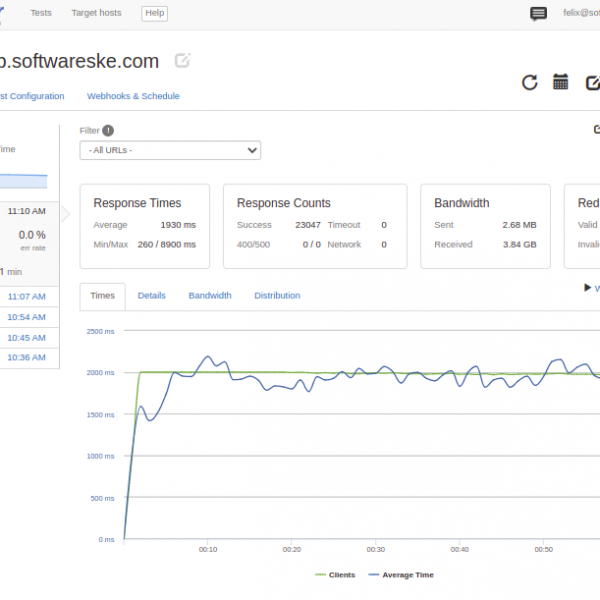 Tests Target hosts Help felix@so
o.softwareske.com
st Configuration Webhooks & Schedule
Filter !
- All URLs -
ime
11:10 AM
0.0 %
err rate
1 min
11:07 AM
10:54 AM
10:45 AM
10:36 AM
Response Times
Average 1930 ms
Min/Max 260 / 8900 ms
Response Counts
Success 23047 Timeout 0
400/500 0 / 0 Network 0
Bandwidth
Sent 2.68 MB
Received 3.84 GB
Red
Valid
Invali
Times Details Bandwidth Distribution
2500 ms
2000 ms
1500 ms
1000 ms
500 ms
0 ms
00:10 00:20 00:30 00:40 00:50
Clients Average Time